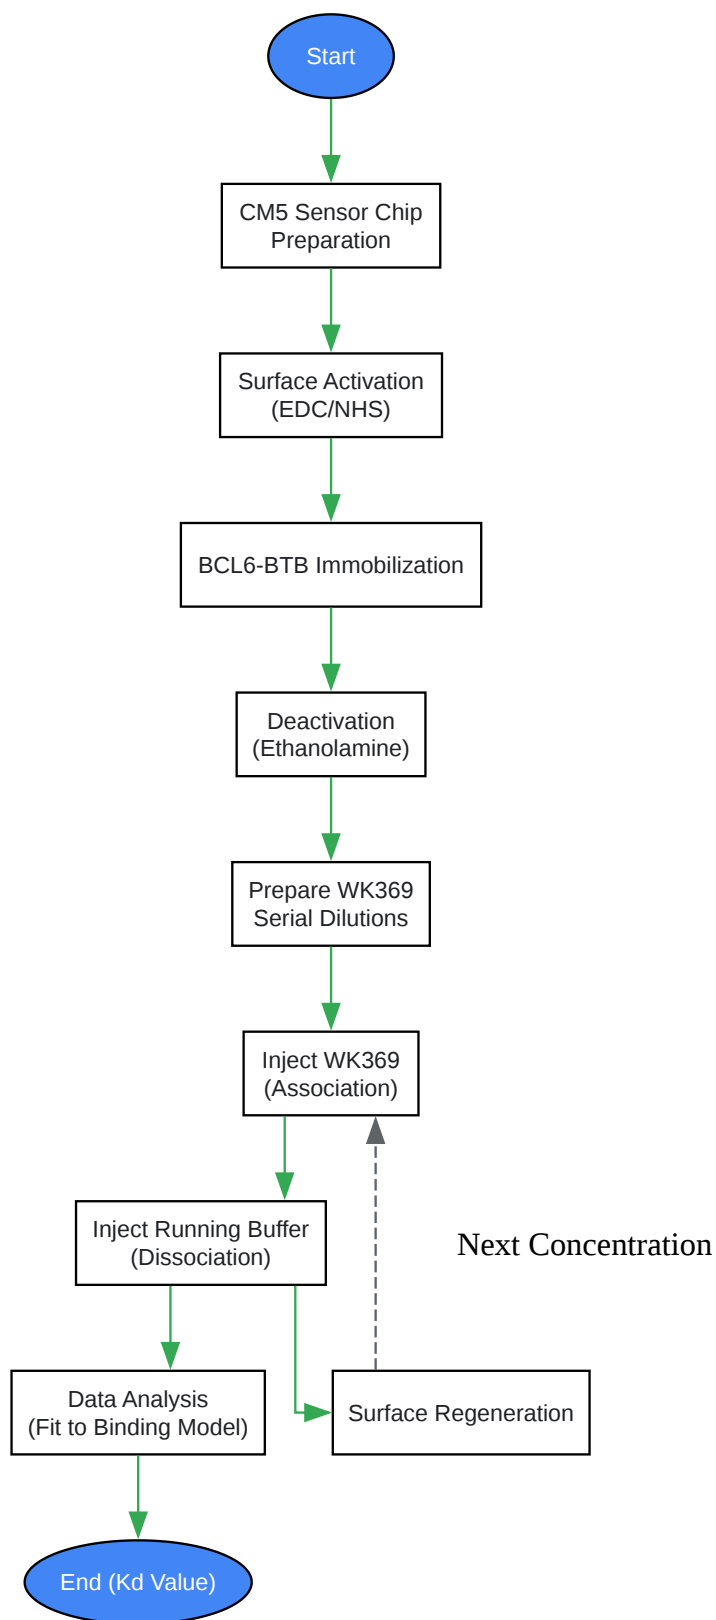 Start
CM5 Sensor Chip
Preparation
Surface Activation
(EDC/NHS)
BCL6-BTB Immobilization
Deactivation
(Ethanolamine)
Prepare WK369
Serial Dilutions
Inject WK369
(Association)
Inject Running Buffer
(Dissociation)
Next Concentration
Data Analysis
(Fit to Binding Model)
Surface Regeneration
End (Kd Value)